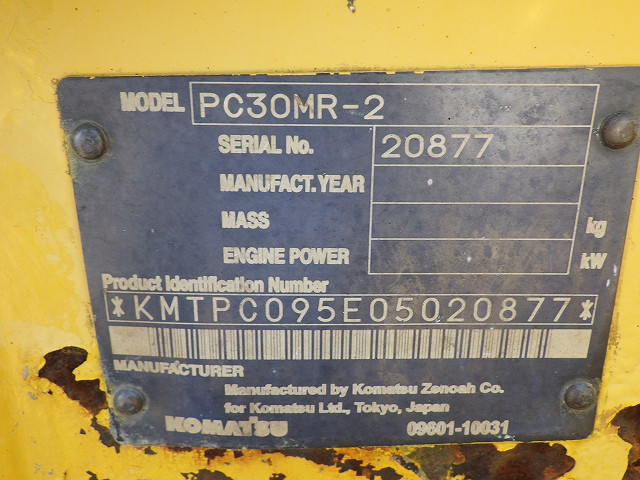 MODEL PC30MR-2
SERIAL No. 20877
MANUFACT. YEAR
MASS kg
ENGINE POWER kW
Product Identification Number
*KMTPC095E05020877*
MANUFACTURER
Manufactured by Komatsu Zenoah Co.
for Komatsu Ltd., Tokyo, Japan
KOMATSU 09601-10031